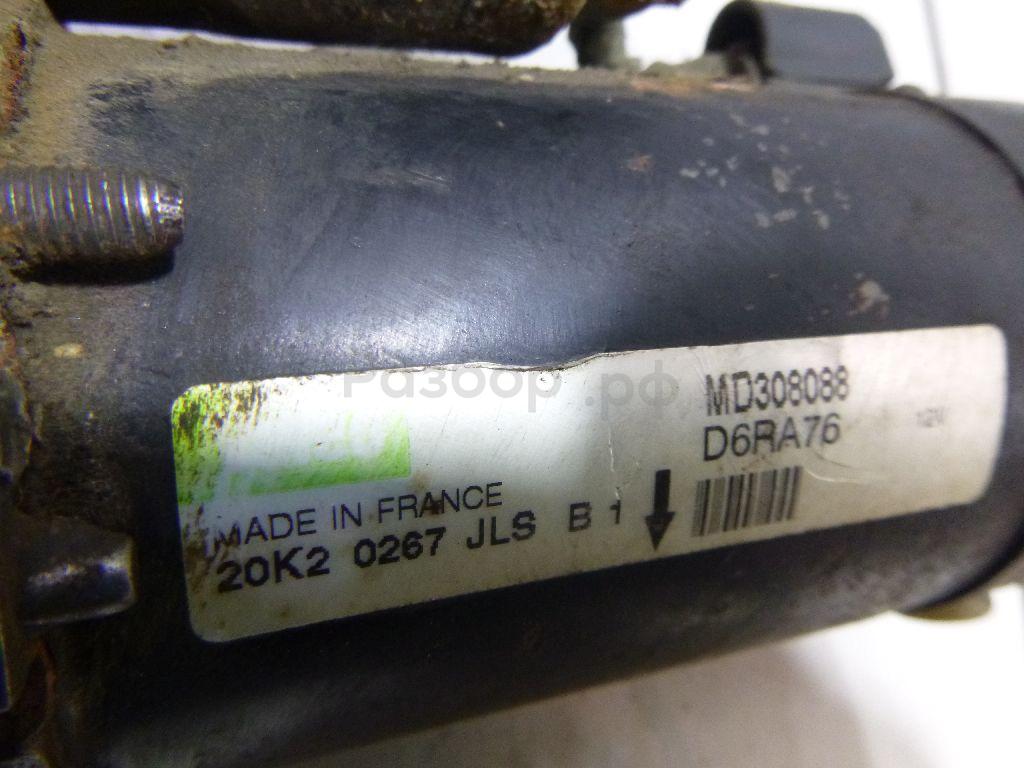 Разбор.рф
MD308088
D6RA76
12V
MADE IN FRANCE
20K2 0267 JLS B 1